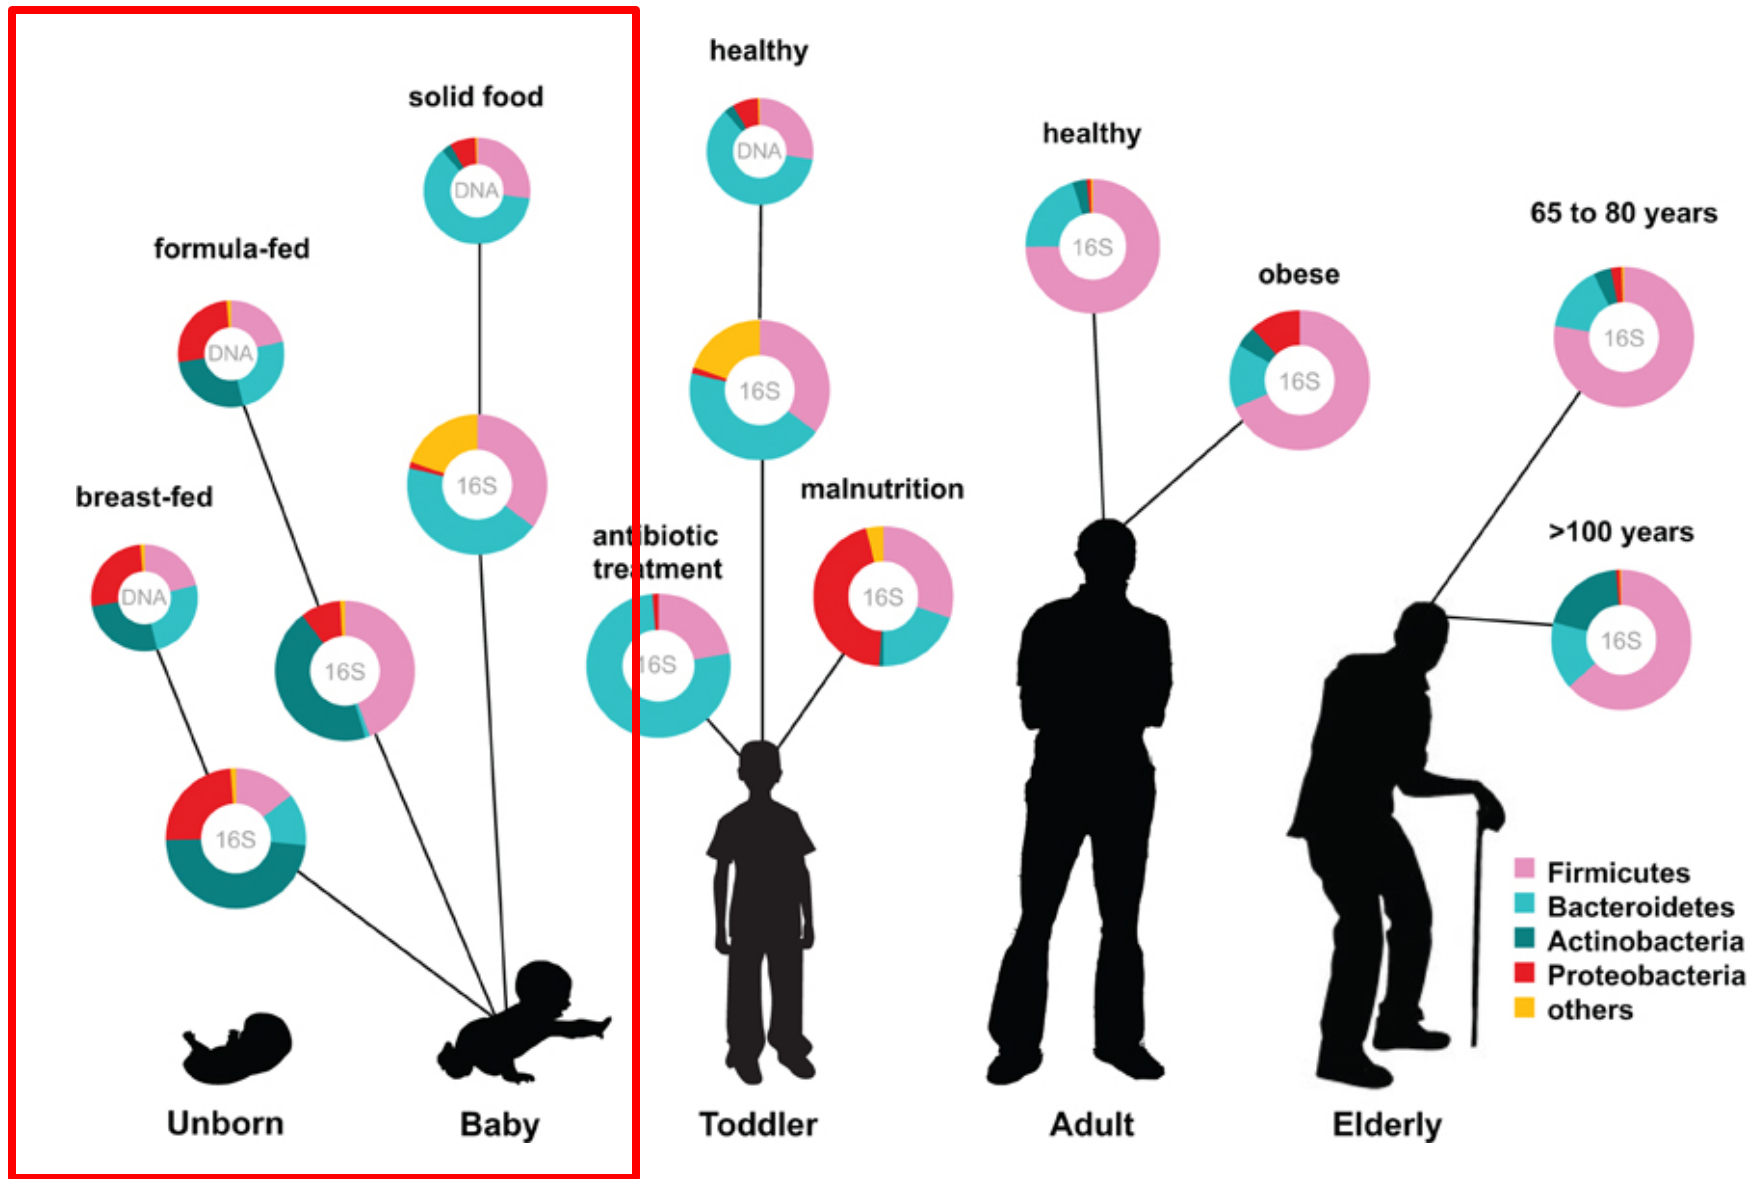 healthy
solid food
DNA
DNA
healthy
formula-fed
65 to 80 years
16S
obese
DNA
16S
16S
16S
breast-fed
16S
malnutrition
antibiotic
treatment
>100 years
DNA
16S
16S
16S
16S
16S
Firmicutes
Bacteroidetes
Actinobacteria
Proteobacteria
others
Unborn
Baby
Toddler
Adult
Elderly